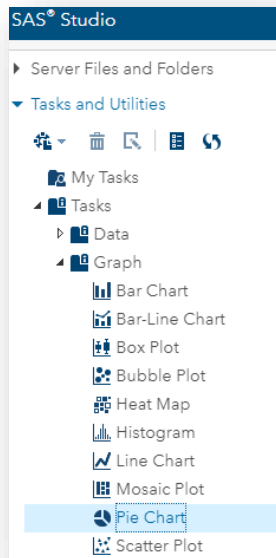 SAS® Studio
Server Files and Folders
Tasks and Utilities
My Tasks
Tasks
Data
Graph
Bar Chart
Bar-Line Chart
Box Plot
Bubble Plot
Heat Map
Histogram
Line Chart
Mosaic Plot
Pie Chart
Scatter Plot